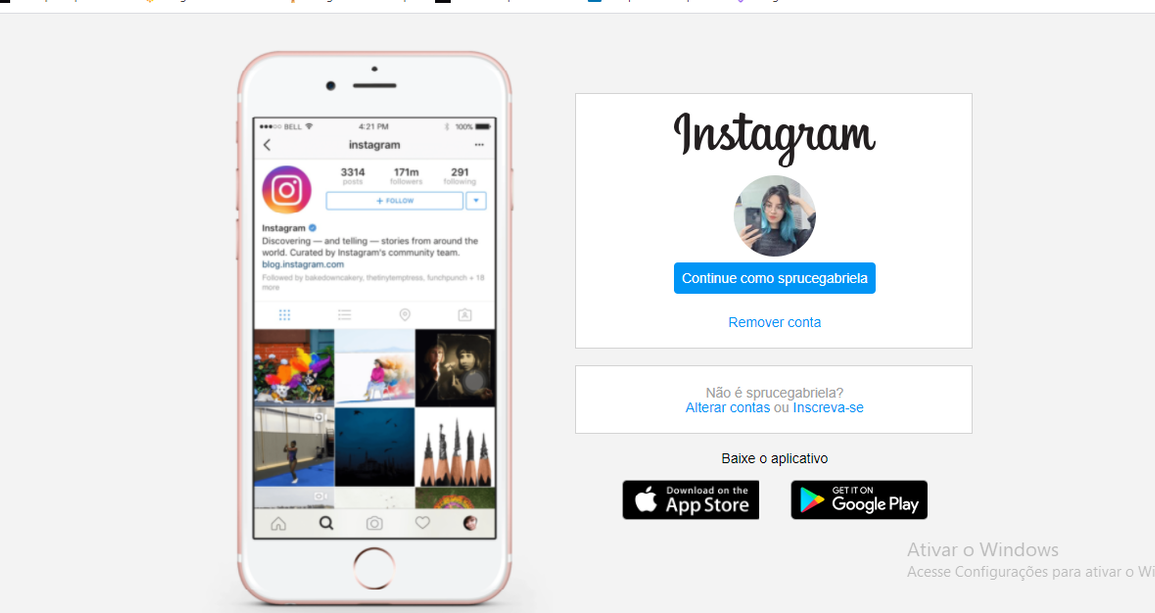 BELL
4:21 PM
100%
instagram
3314
171m
291
posts
followers
following
+ FOLLOW
Instagram
Discovering — and telling — stories from around the
world. Curated by Instagram's community team.
blog.instagram.com
Followed by bakedowncakery, thetinytemptress, lunchpunch + 18
more
Instagram
Continue como sprucegabriela
Remover conta
Não é sprucegabriela?
Alterar contas ou Inscreva-se
Baixe o aplicativo
Download on the
App Store
GET IT ON
Google Play
Ativar o Windows
Acesse Configurações para ativar o Wi